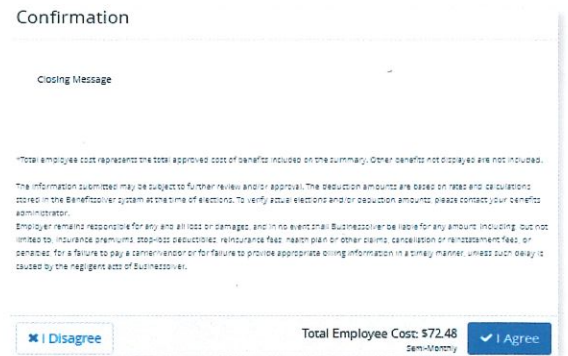 Confirmation
Closing Message
*Total employee cost represents the total approved cost of benefits included on the summary. Other benefits not displayed are not included.
The information submitted may be subject to further review and/or approval. The deduction amounts are based on rates and calculations
stored in the Benefitsolver system at the time of elections. To verify actual elections and/or deduction amounts, please contact your benefits
administrator.
Employer remains responsible for any and all loss or damages, and in no event shall Businessolver be liable for any amount including, but not
limited to, insurance premiums, stop-loss deductibles, reinsurance fees, health plan or other claims, cancellation or reinstatement fees, or
penalties, for a failure to pay a carrier/vendor or for failure to provide appropriate billing information in a timely manner, unless such delay is
caused by the negligent acts of Businessolver.
✖ I Disagree
Total Employee Cost: $72.48
Semi-Monthly
✔ I Agree